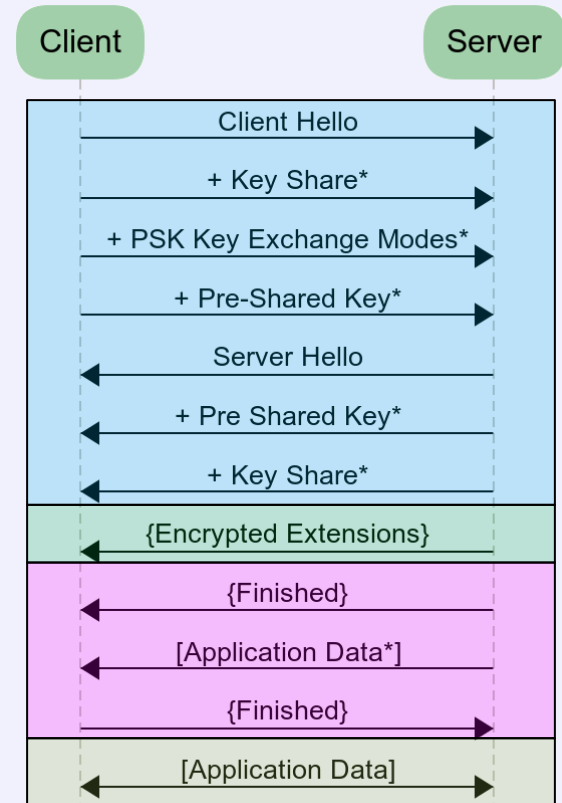 Client Server
Client Hello
+ Key Share*
+ PSK Key Exchange Modes*
+ Pre-Shared Key*
Server Hello
+ Pre Shared Key*
+ Key Share*
{Encrypted Extensions}
{Finished}
[Application Data*]
{Finished}
[Application Data]